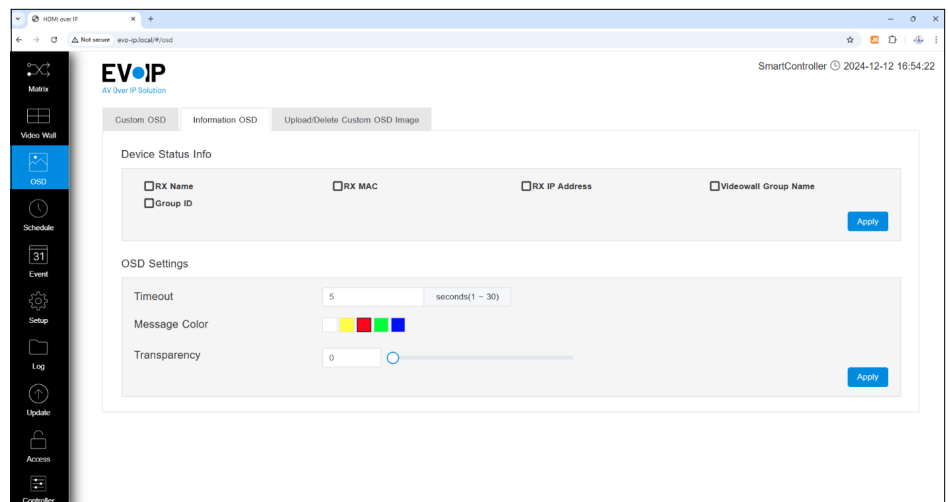 HDMI over IP
Not secure evo-ip.local/#/osd
SmartController 2024-12-12 16:54:22
EVOIP
AV Over IP Solution
Matrix
Video Wall
OSD
Schedule
31
Event
Setup
Log
Update
Access
Controller
Custom OSD Information OSD Upload/Delete Custom OSD Image
Device Status Info
RX Name RX MAC RX IP Address Videowall Group Name
Group ID
Apply
OSD Settings
Timeout 5 seconds(1 ~ 30)
Message Color
Transparency 0
Apply